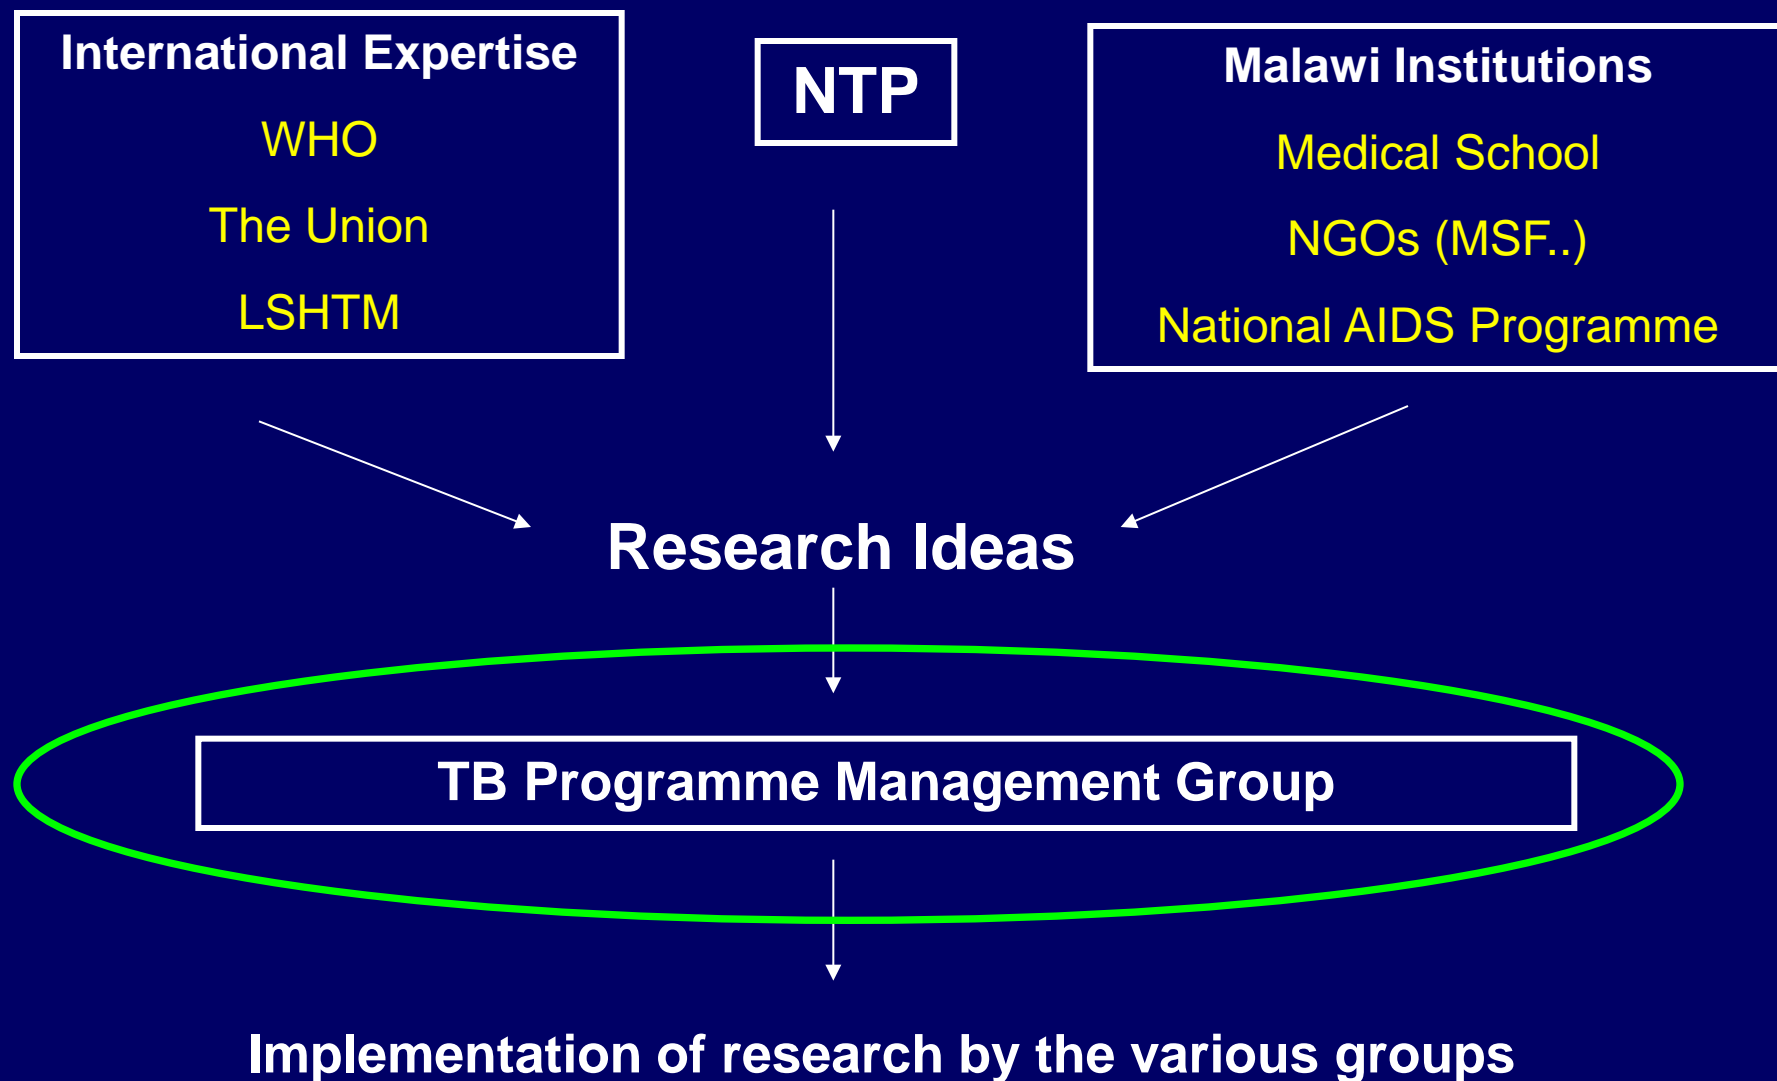 International Expertise
WHO
The Union
LSHTM
NTP
Malawi Institutions
Medical School
NGOs (MSF..)
National AIDS Programme
Research Ideas
TB Programme Management Group
Implementation of research by the various groups